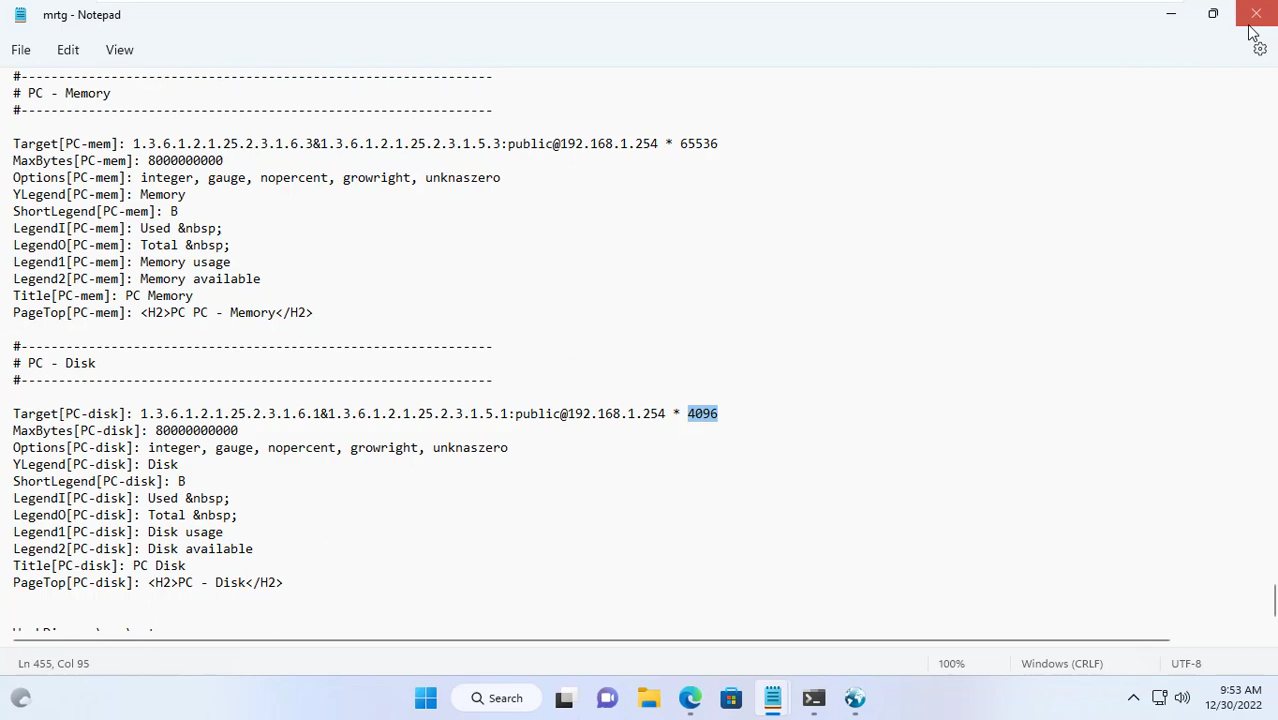 mrtg - Notepad
File Edit View
#---------------------------------------------------------------
# PC - Memory
#---------------------------------------------------------------
Target[PC-mem]: 1.3.6.1.2.1.25.2.3.1.6.3&1.3.6.1.2.1.25.2.3.1.5.3:public@192.168.1.254 * 65536
MaxBytes[PC-mem]: 8000000000
Options[PC-mem]: integer, gauge, nopercent, growright, unknaszero
YLegend[PC-mem]: Memory
ShortLegend[PC-mem]: B
LegendI[PC-mem]: Used &nbsp;
LegendO[PC-mem]: Total &nbsp;
Legend1[PC-mem]: Memory usage
Legend2[PC-mem]: Memory available
Title[PC-mem]: PC Memory
PageTop[PC-mem]: <H2>PC PC - Memory</H2>
#---------------------------------------------------------------
# PC - Disk
#---------------------------------------------------------------
Target[PC-disk]: 1.3.6.1.2.1.25.2.3.1.6.1&1.3.6.1.2.1.25.2.3.1.5.1:public@192.168.1.254 * 4096
MaxBytes[PC-disk]: 80000000000
Options[PC-disk]: integer, gauge, nopercent, growright, unknaszero
YLegend[PC-disk]: Disk
ShortLegend[PC-disk]: B
LegendI[PC-disk]: Used &nbsp;
LegendO[PC-disk]: Total &nbsp;
Legend1[PC-disk]: Disk usage
Legend2[PC-disk]: Disk available
Title[PC-disk]: PC Disk
PageTop[PC-disk]: <H2>PC - Disk</H2>
Ln 455, Col 95 100% Windows (CRLF) UTF-8
Search
9:53 AM
12/30/2022